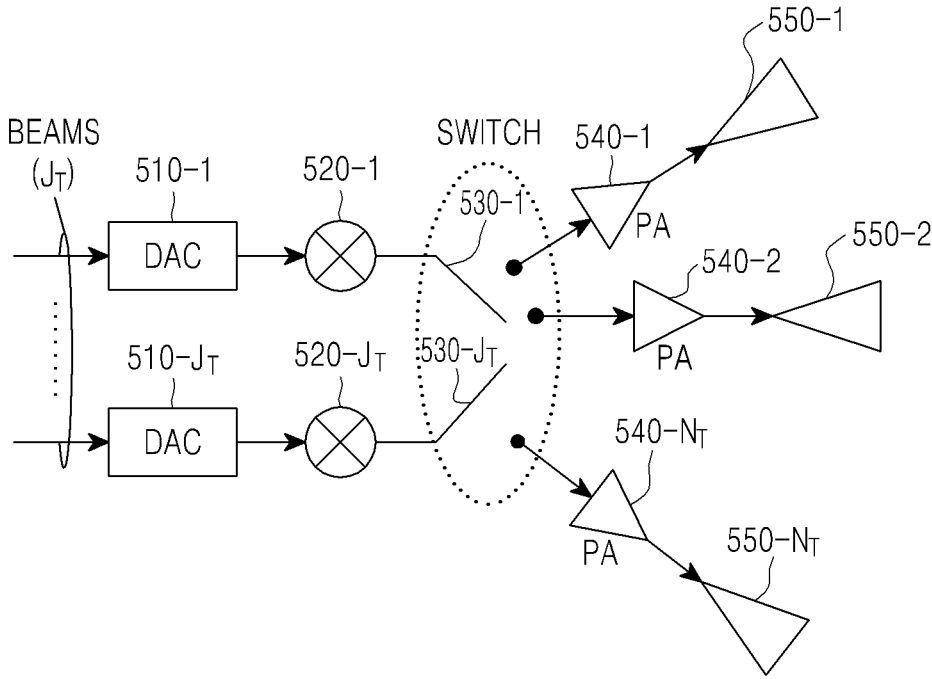 BEAMS
(J_T)
510-1
DAC
520-1
SWITCH
530-1
540-1
PA
550-1
540-2
PA
550-2
510-J_T
DAC
520-J_T
530-J_T
540-N_T
PA
550-N_T